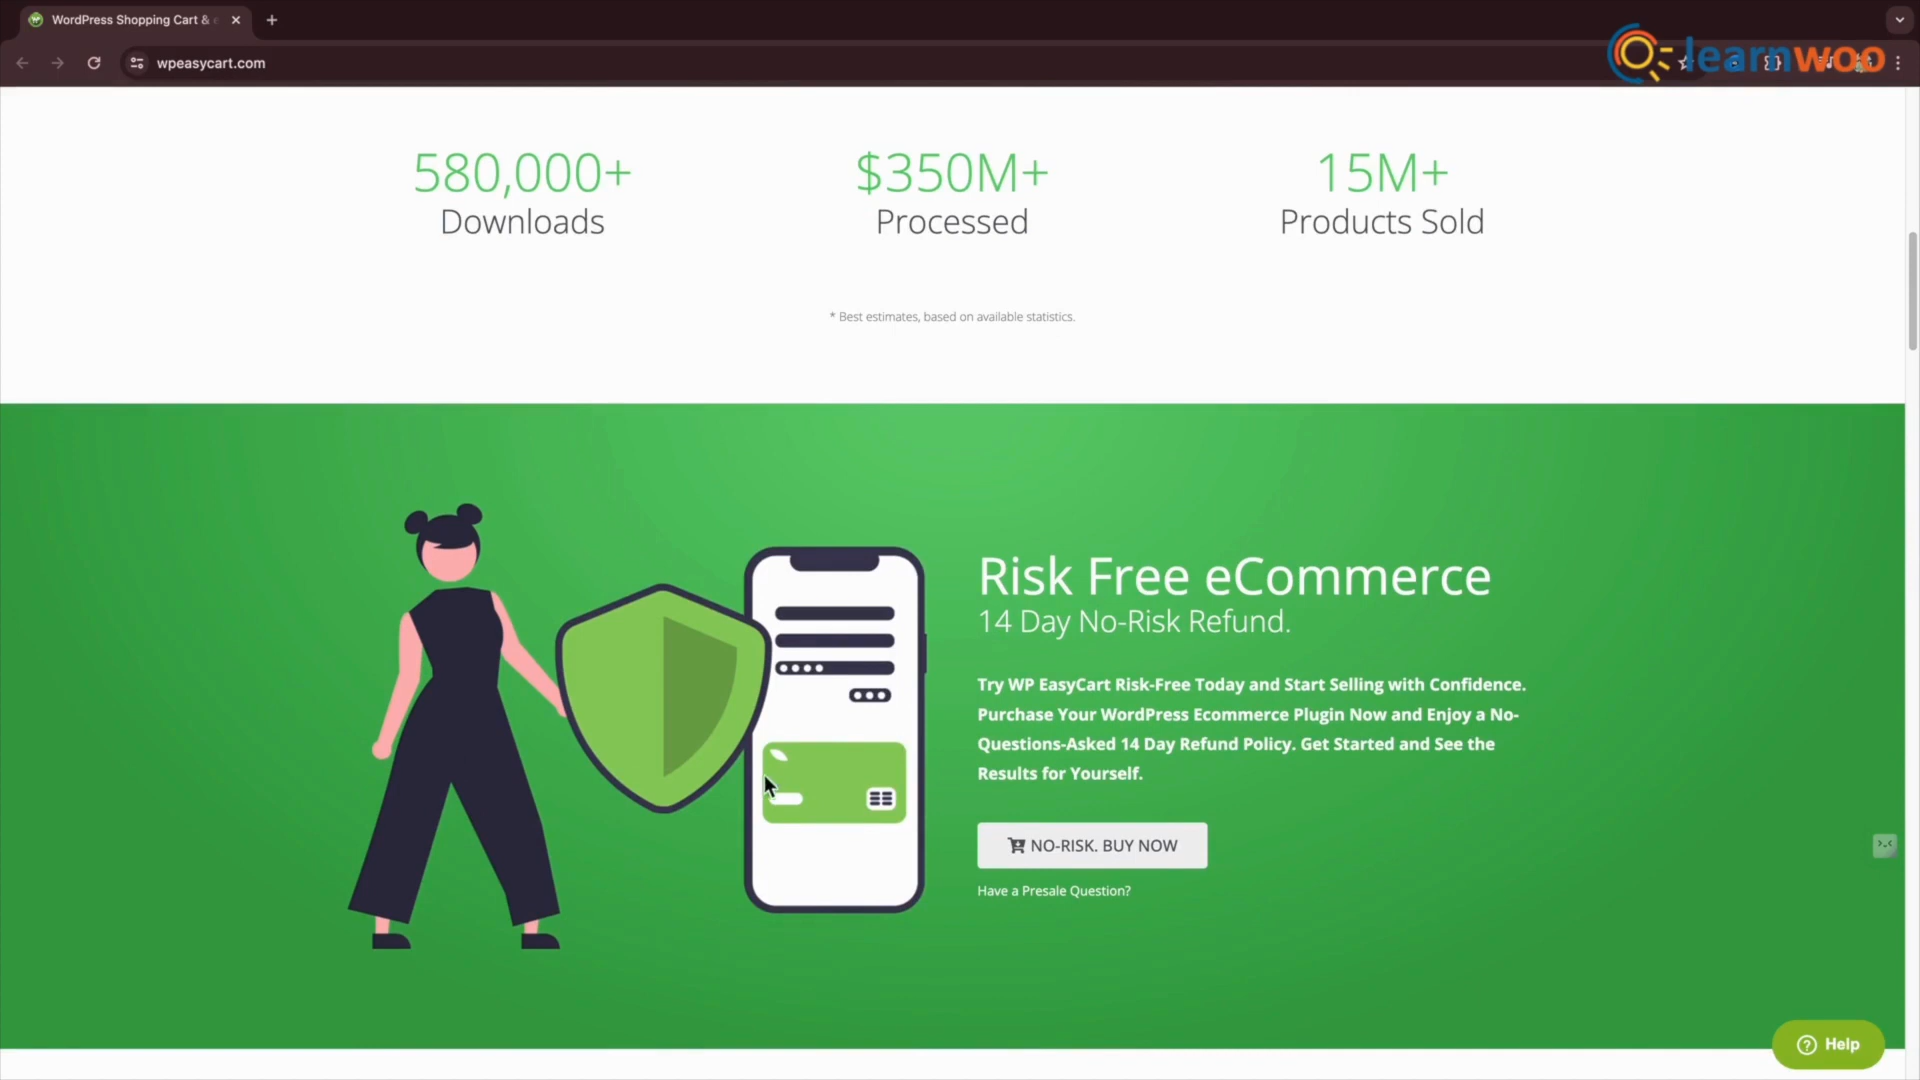 WordPress Shopping Cart &
wpeasycart.com
learnwoo
580,000+
Downloads
$350M+
Processed
15M+
Products Sold
* Best estimates, based on available statistics.
Risk Free eCommerce
14 Day No-Risk Refund.
Try WP EasyCart Risk-Free Today and Start Selling with Confidence.
Purchase Your WordPress Ecommerce Plugin Now and Enjoy a No-
Questions-Asked 14 Day Refund Policy. Get Started and See the
Results for Yourself.
NO-RISK. BUY NOW
Have a Presale Question?
Help